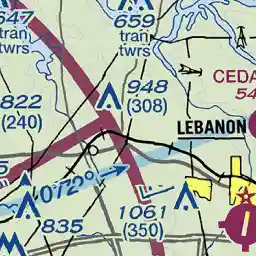 647
tran
twrs
659
tran
twrs
CEDA
54
948
(308)
822
(240)
LEBANON
072°
1061
(350)
835